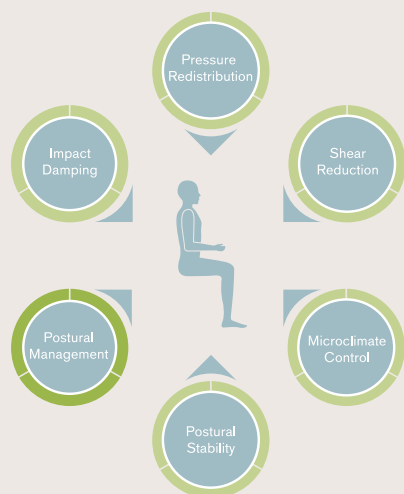 Pressure
Redistribution
Impact
Damping
Shear
Reduction
Postural
Management
Microclimate
Control
Postural
Stability